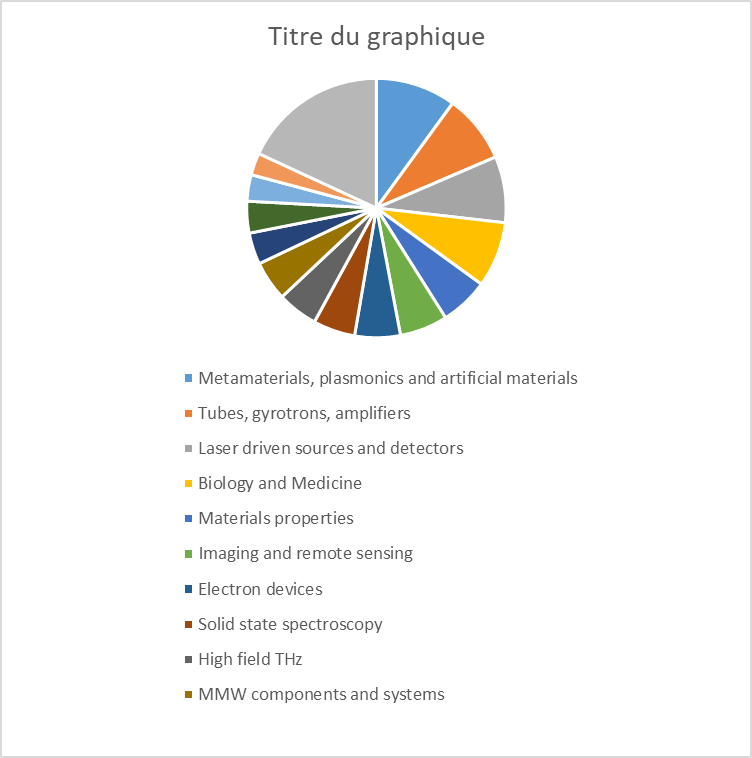 Titre du graphique
Metamaterials, plasmonics and artificial materials
Tubes, gyrotrons, amplifiers
Laser driven sources and detectors
Biology and Medicine
Materials properties
Imaging and remote sensing
Electron devices
Solid state spectroscopy
High field THz
MMW components and systems